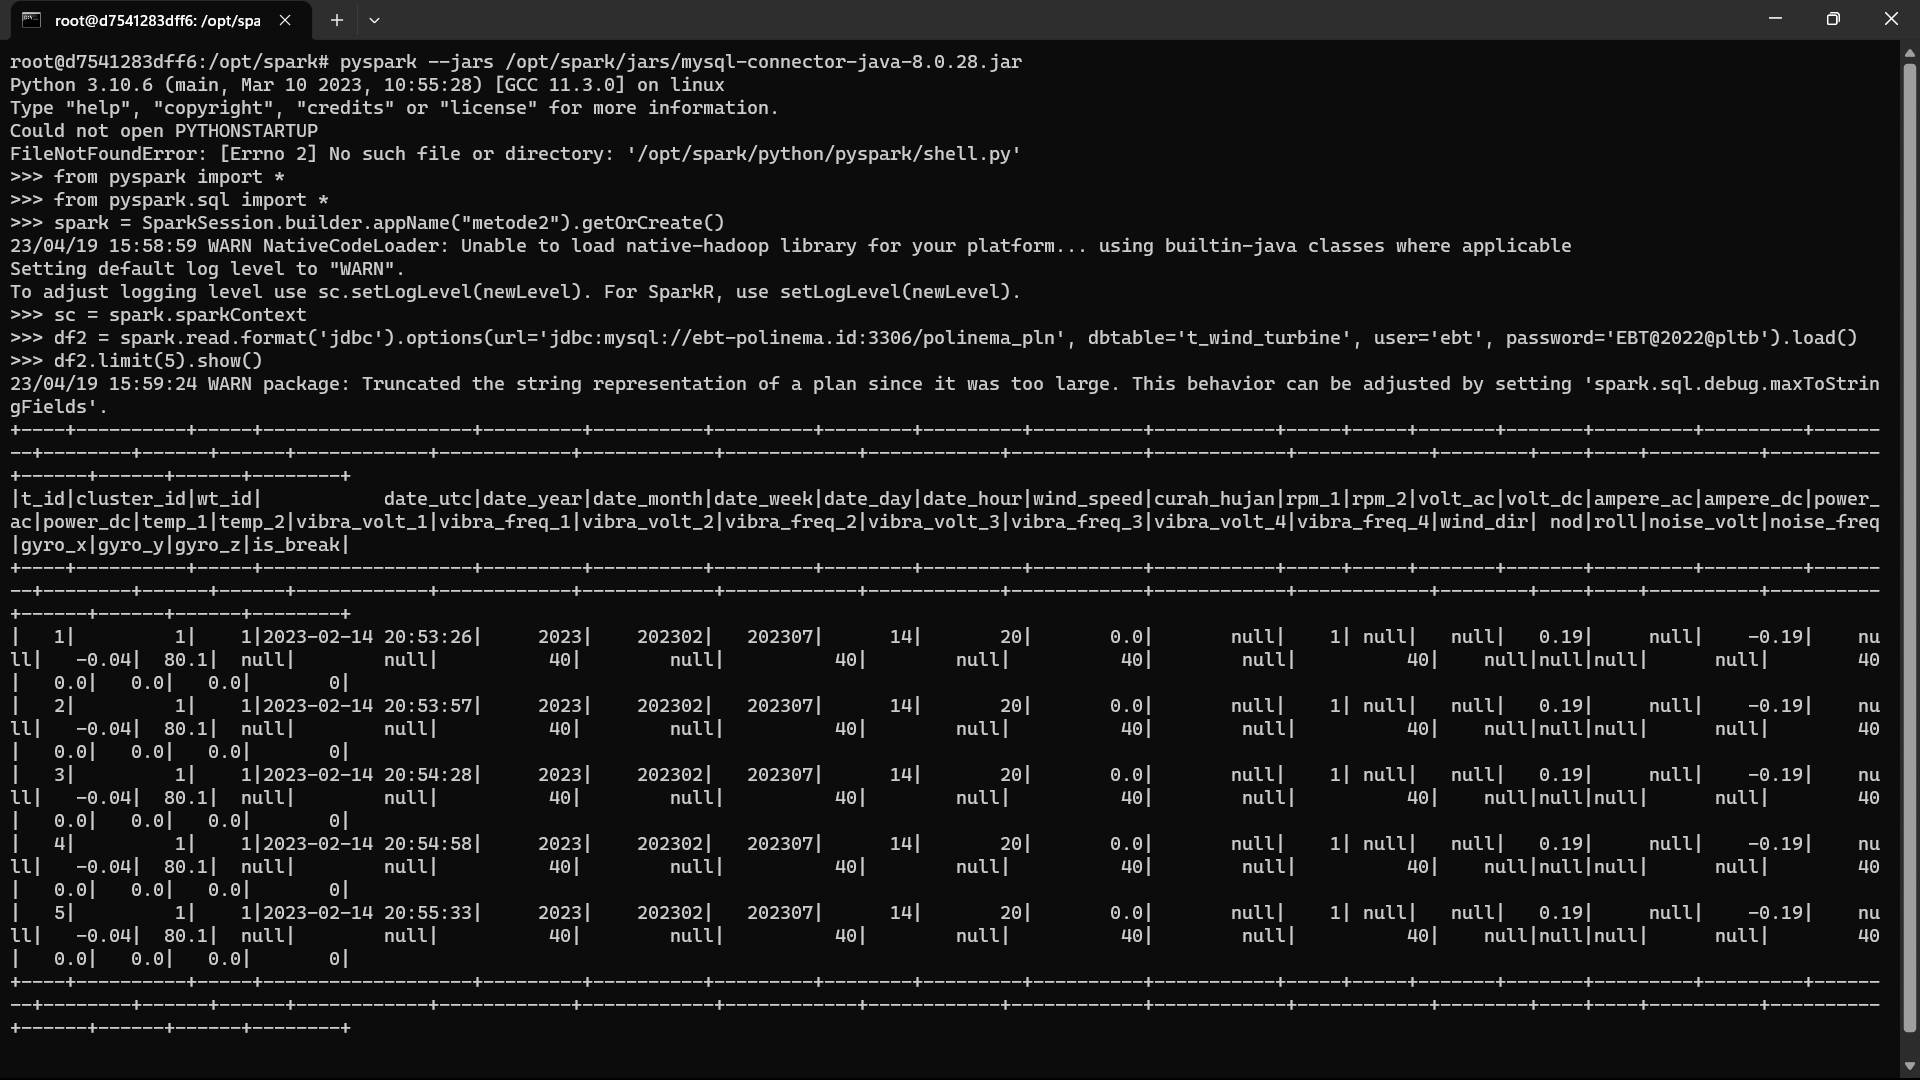 root@d7541283dff6: /opt/spa
root@d7541283dff6:/opt/spark# pyspark --jars /opt/spark/jars/mysql-connector-java-8.0.28.jar
Python 3.10.6 (main, Mar 10 2023, 10:55:28) [GCC 11.3.0] on linux
Type "help", "copyright", "credits" or "license" for more information.
Could not open PYTHONSTARTUP
FileNotFoundError: [Errno 2] No such file or directory: '/opt/spark/python/pyspark/shell.py'
>>> from pyspark import *
>>> from pyspark.sql import *
>>> spark = SparkSession.builder.appName("metode2").getOrCreate()
23/04/19 15:58:59 WARN NativeCodeLoader: Unable to load native-hadoop library for your platform... using builtin-java classes where applicable
Setting default log level to "WARN".
To adjust logging level use sc.setLogLevel(newLevel). For SparkR, use setLogLevel(newLevel).
>>> sc = spark.sparkContext
>>> df2 = spark.read.format('jdbc').options(url='jdbc:mysql://ebt-polinema.id:3306/polinema_pln', dbtable='t_wind_turbine', user='ebt', password='EBT@2022@pltb').load()
>>> df2.limit(5).show()
23/04/19 15:59:24 WARN package: Truncated the string representation of a plan since it was too large. This behavior can be adjusted by setting 'spark.sql.debug.maxToStrin
gFields'.
+----+----------+-----+-------------------+---------+----------+---------+--------+---------+----------+-----------+-----+-----+-------+-------+---------+---------+------
--+--------+------+------+------------+------------+------------+------------+------------+------------+------------+------------+--------+----+----+----------+----------
+------+------+------+--------+
|t_id|cluster_id|wt_id|           date_utc|date_year|date_month|date_week|date_day|date_hour|wind_speed|curah_hujan|rpm_1|rpm_2|volt_ac|volt_dc|ampere_ac|ampere_dc|power_
ac|power_dc|temp_1|temp_2|vibra_volt_1|vibra_freq_1|vibra_volt_2|vibra_freq_2|vibra_volt_3|vibra_freq_3|vibra_volt_4|vibra_freq_4|wind_dir| nod|roll|noise_volt|noise_freq
|gyro_x|gyro_y|gyro_z|is_break|
+----+----------+-----+-------------------+---------+----------+---------+--------+---------+----------+-----------+-----+-----+-------+-------+---------+---------+------
--+--------+------+------+------------+------------+------------+------------+------------+------------+------------+------------+--------+----+----+----------+----------
+------+------+------+--------+
|   1|         1|    1|2023-02-14 20:53:26|     2023|    202302|   202307|      14|       20|       0.0|       null|    1| null|   null|   0.19|     null|    -0.19|    nu
ll|   -0.04|  80.1|  null|        null|          40|        null|          40|        null|          40|        null|          40|    null|null|null|      null|        40
|   0.0|   0.0|   0.0|       0|
|   2|         1|    1|2023-02-14 20:53:57|     2023|    202302|   202307|      14|       20|       0.0|       null|    1| null|   null|   0.19|     null|    -0.19|    nu
ll|   -0.04|  80.1|  null|        null|          40|        null|          40|        null|          40|        null|          40|    null|null|null|      null|        40
|   0.0|   0.0|   0.0|       0|
|   3|         1|    1|2023-02-14 20:54:28|     2023|    202302|   202307|      14|       20|       0.0|       null|    1| null|   null|   0.19|     null|    -0.19|    nu
ll|   -0.04|  80.1|  null|        null|          40|        null|          40|        null|          40|        null|          40|    null|null|null|      null|        40
|   0.0|   0.0|   0.0|       0|
|   4|         1|    1|2023-02-14 20:54:58|     2023|    202302|   202307|      14|       20|       0.0|       null|    1| null|   null|   0.19|     null|    -0.19|    nu
ll|   -0.04|  80.1|  null|        null|          40|        null|          40|        null|          40|        null|          40|    null|null|null|      null|        40
|   0.0|   0.0|   0.0|       0|
|   5|         1|    1|2023-02-14 20:55:33|     2023|    202302|   202307|      14|       20|       0.0|       null|    1| null|   null|   0.19|     null|    -0.19|    nu
ll|   -0.04|  80.1|  null|        null|          40|        null|          40|        null|          40|        null|          40|    null|null|null|      null|        40
|   0.0|   0.0|   0.0|       0|
+----+----------+-----+-------------------+---------+----------+---------+--------+---------+----------+-----------+-----+-----+-------+-------+---------+---------+------
--+--------+------+------+------------+------------+------------+------------+------------+------------+------------+------------+--------+----+----+----------+----------
+------+------+------+--------+